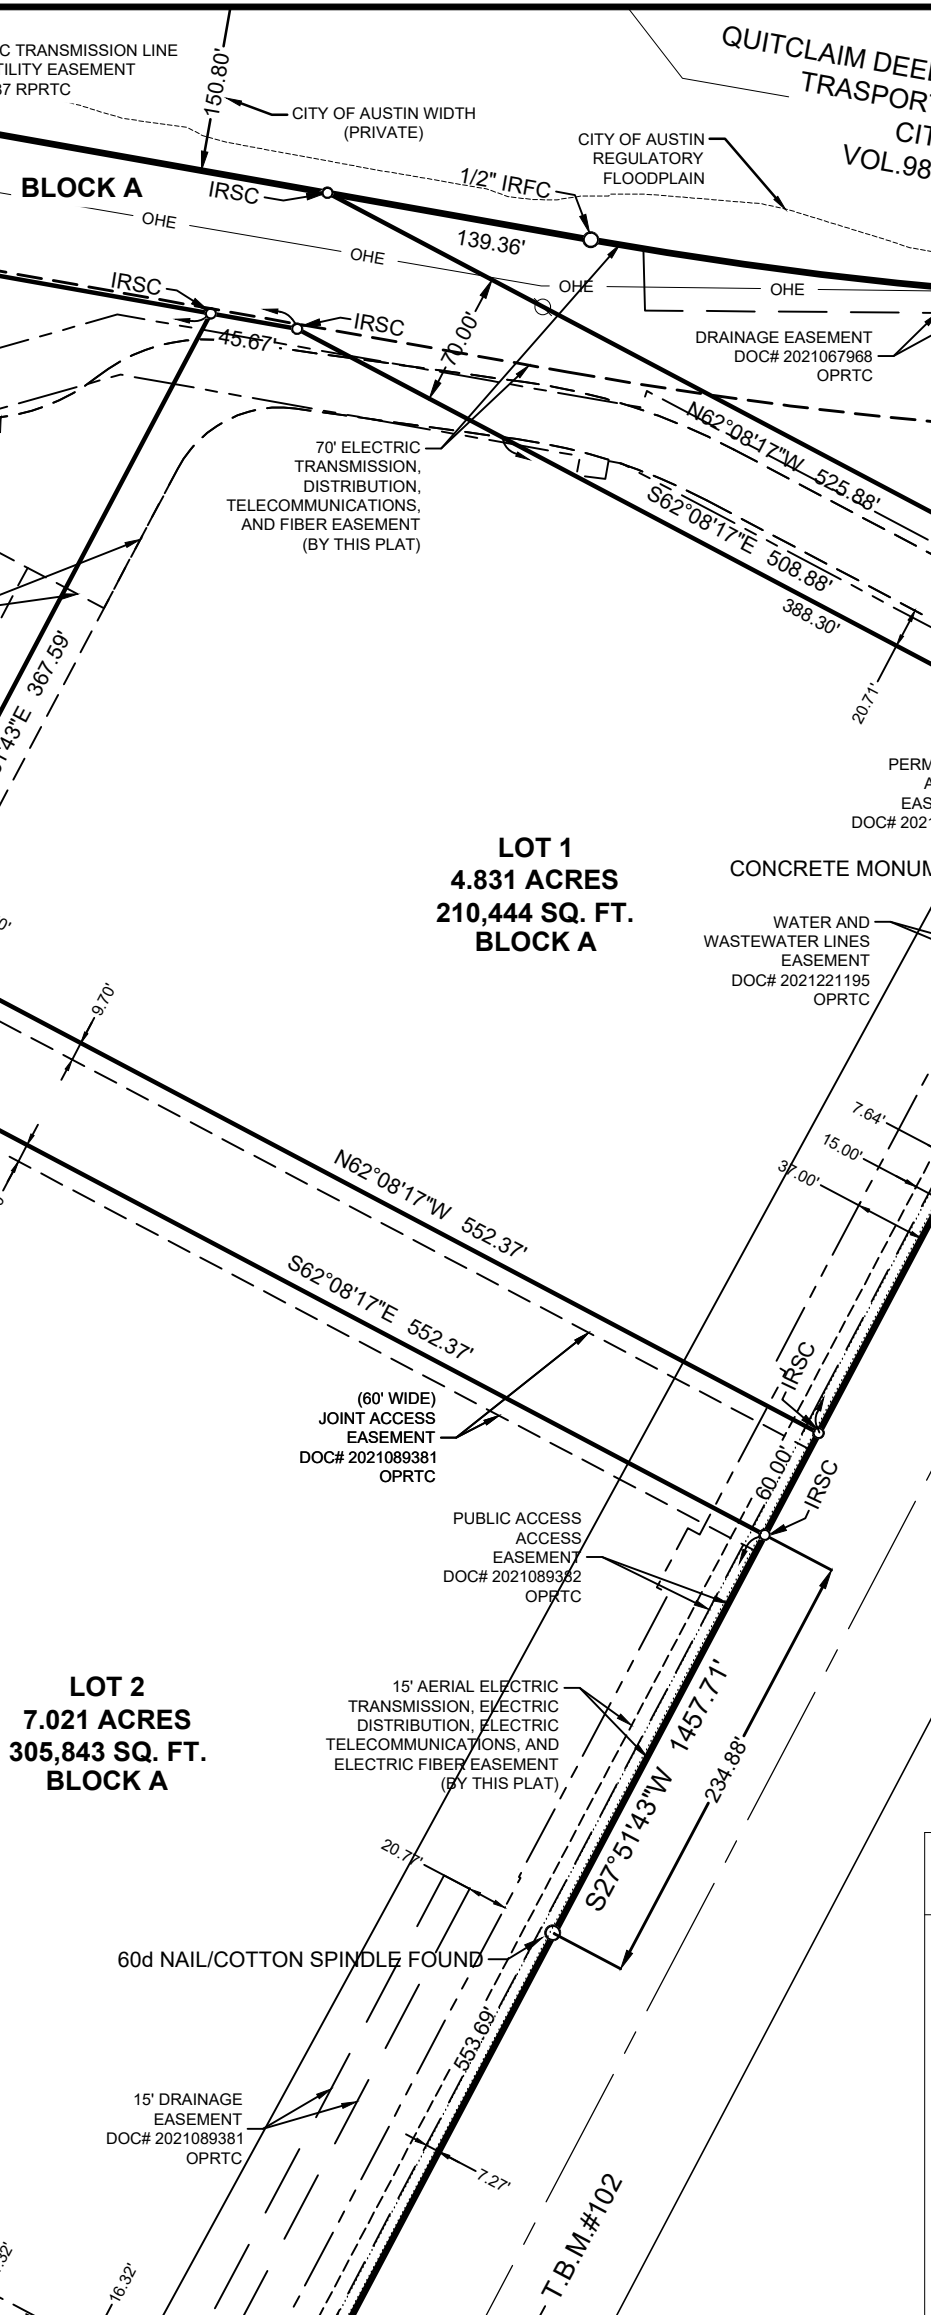 C TRANSMISSION LINE
TILITY EASEMENT
37 RPRTC
150.80'
CITY OF AUSTIN WIDTH
(PRIVATE)
QUITCLAIM DEE
TRASPOR
CIT
VOL.98
CITY OF AUSTIN
REGULATORY
FLOODPLAIN
BLOCK A
IRSC
1/2" IRFC
OHE
139.36'
OHE
OHE
OHE
IRSC
45.67'
IRSC
70.00'
DRAINAGE EASEMENT
DOC# 2021067968
OPRTC
70' ELECTRIC
TRANSMISSION,
DISTRIBUTION,
TELECOMMUNICATIONS,
AND FIBER EASEMENT
(BY THIS PLAT)
N62°08'17"W 525.88'
S62°08'17"E 508.88'
388.30'
20.71'
1'43"E 367.59'
PERM
A
EAS
DOC# 202
LOT 1
4.831 ACRES
210,444 SQ. FT.
BLOCK A
CONCRETE MONUM
WATER AND
WASTEWATER LINES
EASEMENT
DOC# 2021221195
OPRTC
0'
9.70'
7.64'
15.00'
37.00'
N62°08'17"W 552.37'
S62°08'17"E 552.37'
(60' WIDE)
JOINT ACCESS
EASEMENT
DOC# 2021089381
OPRTC
IRSC
60.00'
IRSC
PUBLIC ACCESS
ACCESS
EASEMENT
DOC# 2021089382
OPRTC
LOT 2
7.021 ACRES
305,843 SQ. FT.
BLOCK A
15' AERIAL ELECTRIC
TRANSMISSION, ELECTRIC
DISTRIBUTION, ELECTRIC
TELECOMMUNICATIONS, AND
ELECTRIC FIBER EASEMENT
(BY THIS PLAT)
S27°51'43"W 1457.71'
234.88'
20.77'
60d NAIL/COTTON SPINDLE FOUND
553.69'
15' DRAINAGE
EASEMENT
DOC# 2021089381
OPRTC
7.27'
T.B.M.#102
.32'
16.32'